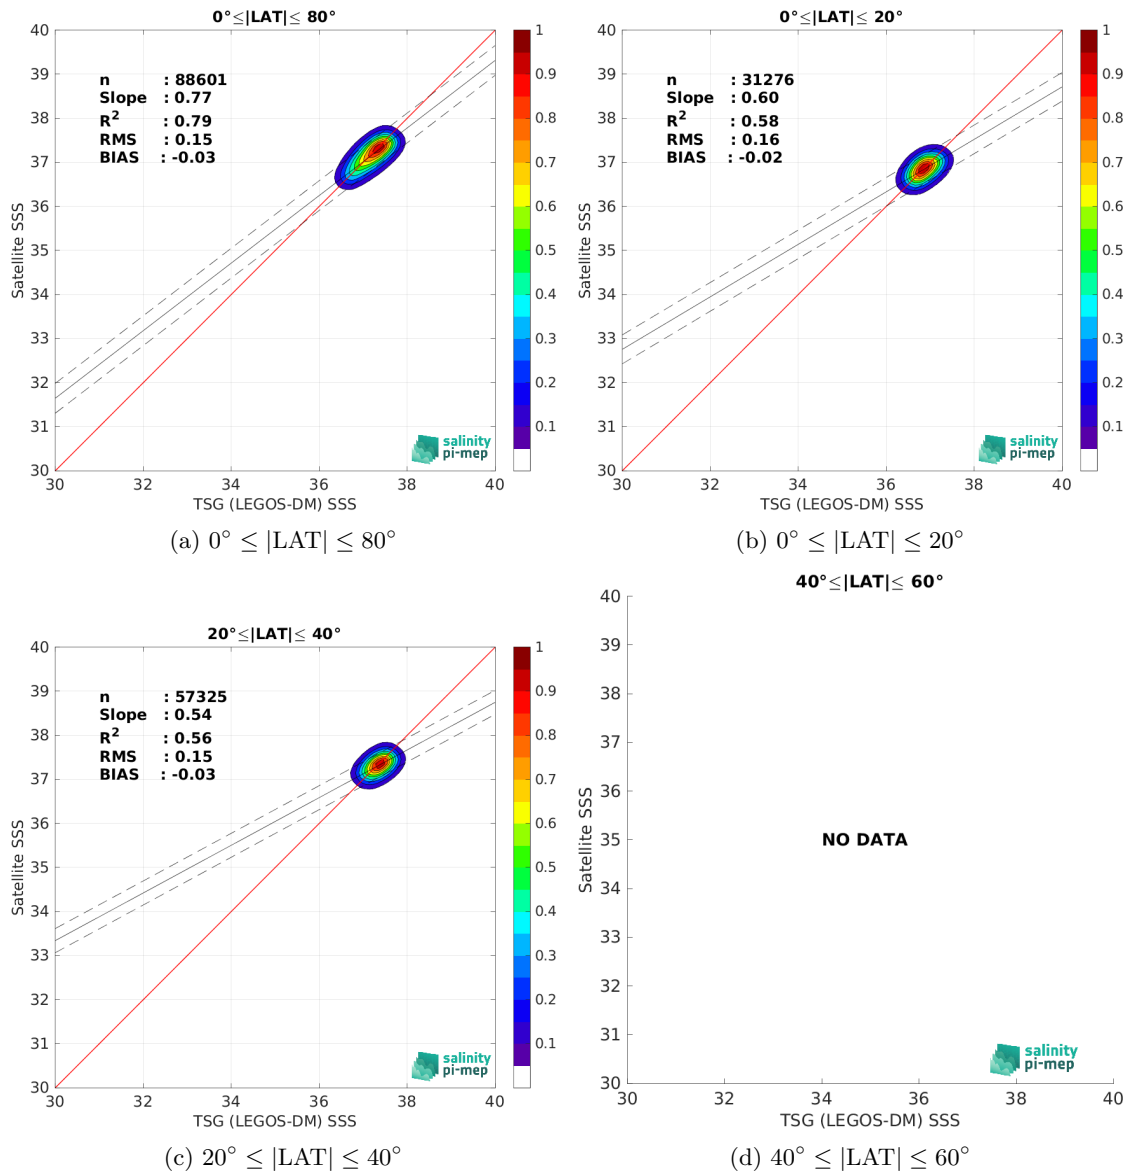 0°≤|LAT|≤ 80°
40
39
38
37
36
35
34
33
32
31
30
Satellite SSS
n : 88601
Slope : 0.77
R2 : 0.79
RMS : 0.15
BIAS : -0.03
salinity
pi-mep
30 32 34 36 38 40
TSG (LEGOS-DM) SSS
1
0.9
0.8
0.7
0.6
0.5
0.4
0.3
0.2
0.1
(a) 0° ≤ |LAT| ≤ 80°
0°≤|LAT|≤ 20°
40
39
38
37
36
35
34
33
32
31
30
Satellite SSS
n : 31276
Slope : 0.60
R2 : 0.58
RMS : 0.16
BIAS : -0.02
salinity
pi-mep
30 32 34 36 38 40
TSG (LEGOS-DM) SSS
1
0.9
0.8
0.7
0.6
0.5
0.4
0.3
0.2
0.1
(b) 0° ≤ |LAT| ≤ 20°
20°≤|LAT|≤ 40°
40
39
38
37
36
35
34
33
32
31
30
Satellite SSS
n : 57325
Slope : 0.54
R2 : 0.56
RMS : 0.15
BIAS : -0.03
salinity
pi-mep
30 32 34 36 38 40
TSG (LEGOS-DM) SSS
1
0.9
0.8
0.7
0.6
0.5
0.4
0.3
0.2
0.1
(c) 20° ≤ |LAT| ≤ 40°
40°≤|LAT|≤ 60°
40
39
38
37
36
35
34
33
32
31
30
Satellite SSS
NO DATA
salinity
pi-mep
30 32 34 36 38 40
TSG (LEGOS-DM) SSS
(d) 40° ≤ |LAT| ≤ 60°